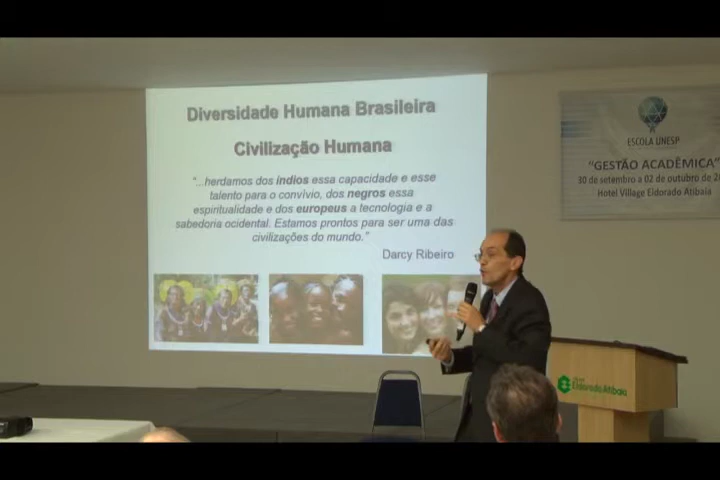 Diversidade Humana Brasileira
Civilização Humana
"...herdamos dos índios essa capacidade e esse
talento para o convívio, dos negros essa
espiritualidade e dos europeus a tecnologia e a
sabedoria ocidental. Estamos prontos para ser uma das
civilizações do mundo."
Darcy Ribeiro
ESCOLA UNESP
"GESTÃO ACADÊMICA"
30 de setembro a 02 de outubro de
Hotel Village Eldorado Atibaia
Eldorado Atibaia